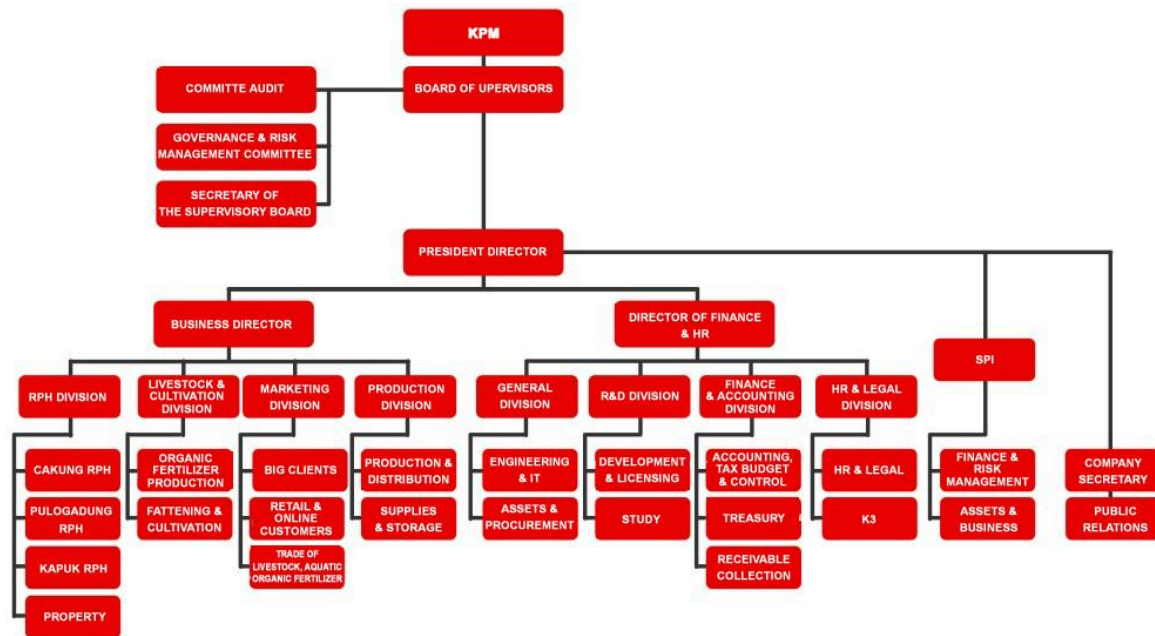 KPM
COMMITTE AUDIT
BOARD OF UPERVISORS
GOVERNANCE & RISK
MANAGEMENT COMMITTEE
SECRETARY OF
THE SUPERVISORY BOARD
PRESIDENT DIRECTOR
BUSINESS DIRECTOR
DIRECTOR OF FINANCE
& HR
SPI
RPH DIVISION
LIVESTOCK &
CULTIVATION
DIVISION
MARKETING
DIVISION
PRODUCTION
DIVISION
GENERAL
DIVISION
R&D DIVISION
FINANCE
& ACCOUNTING
DIVISION
HR & LEGAL
DIVISION
CAKUNG RPH
ORGANIC
FERTILIZER
PRODUCTION
BIG CLIENTS
PRODUCTION &
DISTRIBUTION
ENGINEERING
& IT
DEVELOPMENT
& LICENSING
ACCOUNTING,
TAX BUDGET
& CONTROL
HR & LEGAL
FINANCE &
RISK
MANAGEMENT
COMPANY
SECRETARY
PULOGADUNG
RPH
FATTENING &
CULTIVATION
RETAIL &
ONLINE
CUSTOMERS
SUPPLIES
& STORAGE
ASSETS &
PROCUREMENT
STUDY
TREASURY
K3
ASSETS &
BUSINESS
PUBLIC
RELATIONS
KAPUK RPH
TRADE OF
LIVESTOCK, AQUATIC
ORGANIC FERTILIZER
RECEIVABLE
COLLECTION
PROPERTY